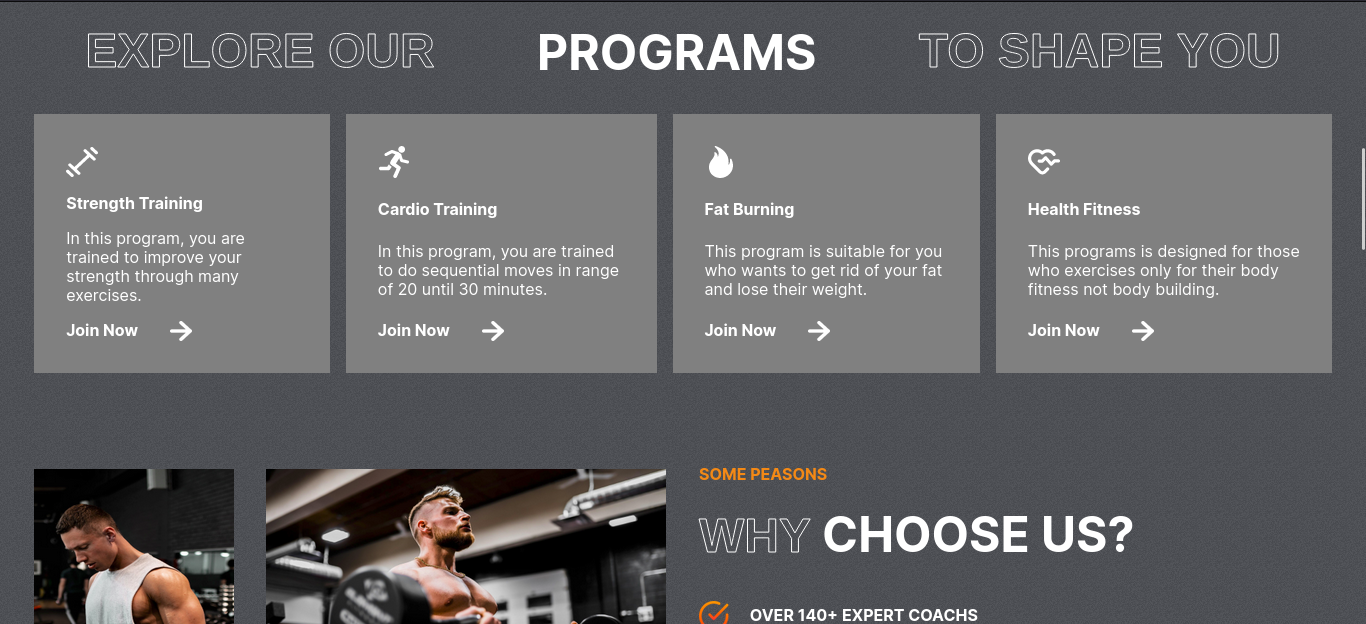 EXPLORE OUR PROGRAMS TO SHAPE YOU
Strength Training
In this program, you are
trained to improve your
strength through many
exercises.
Join Now
Cardio Training
In this program, you are trained
to do sequential moves in range
of 20 until 30 minutes.
Join Now
Fat Burning
This program is suitable for you
who wants to get rid of your fat
and lose their weight.
Join Now
Health Fitness
This programs is designed for those
who exercises only for their body
fitness not body building.
Join Now
SOME PEASONS
WHY CHOOSE US?
OVER 140+ EXPERT COACHS